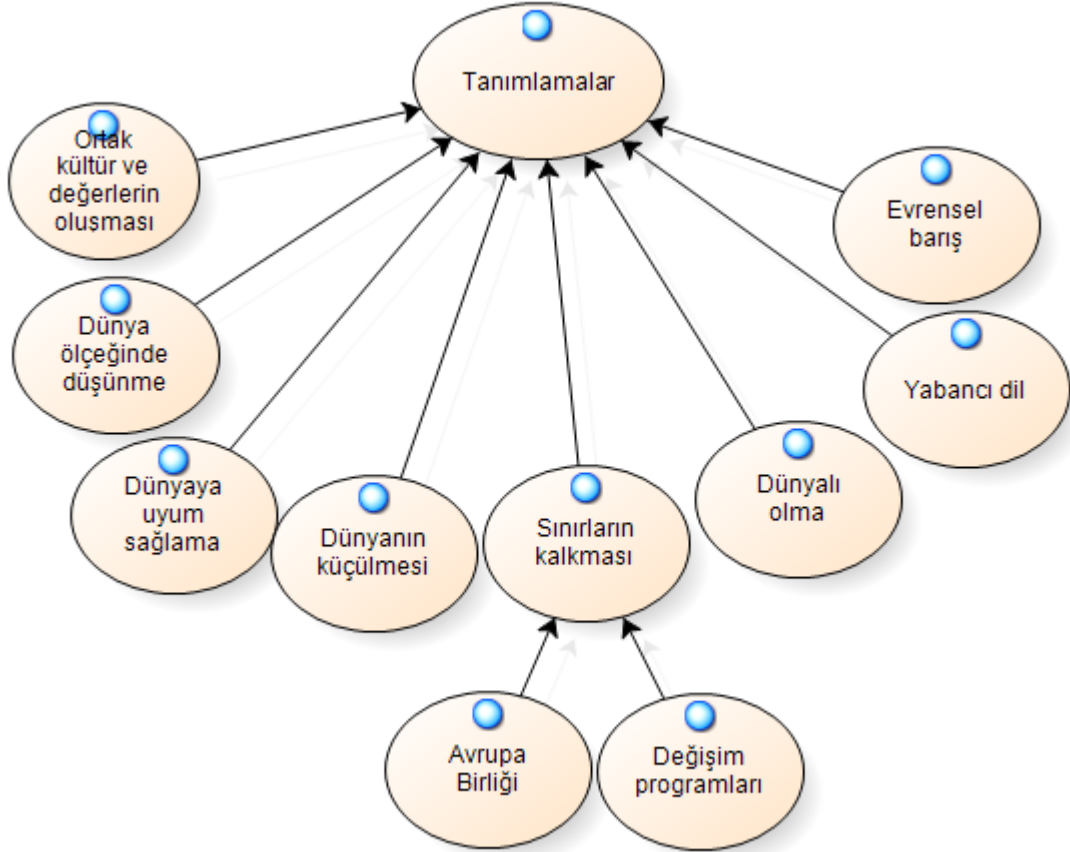 Tanımlamalar
Ortak
kültür ve
değerlerin
oluşması
Evrensel
barış
Dünya
ölçeğinde
düşünme
Yabancı dil
Dünyaya
uyum
sağlama
Dünyanın
küçülmesi
Sınırların
kalkması
Dünyalı
olma
Avrupa
Birliği
Değişim
programları